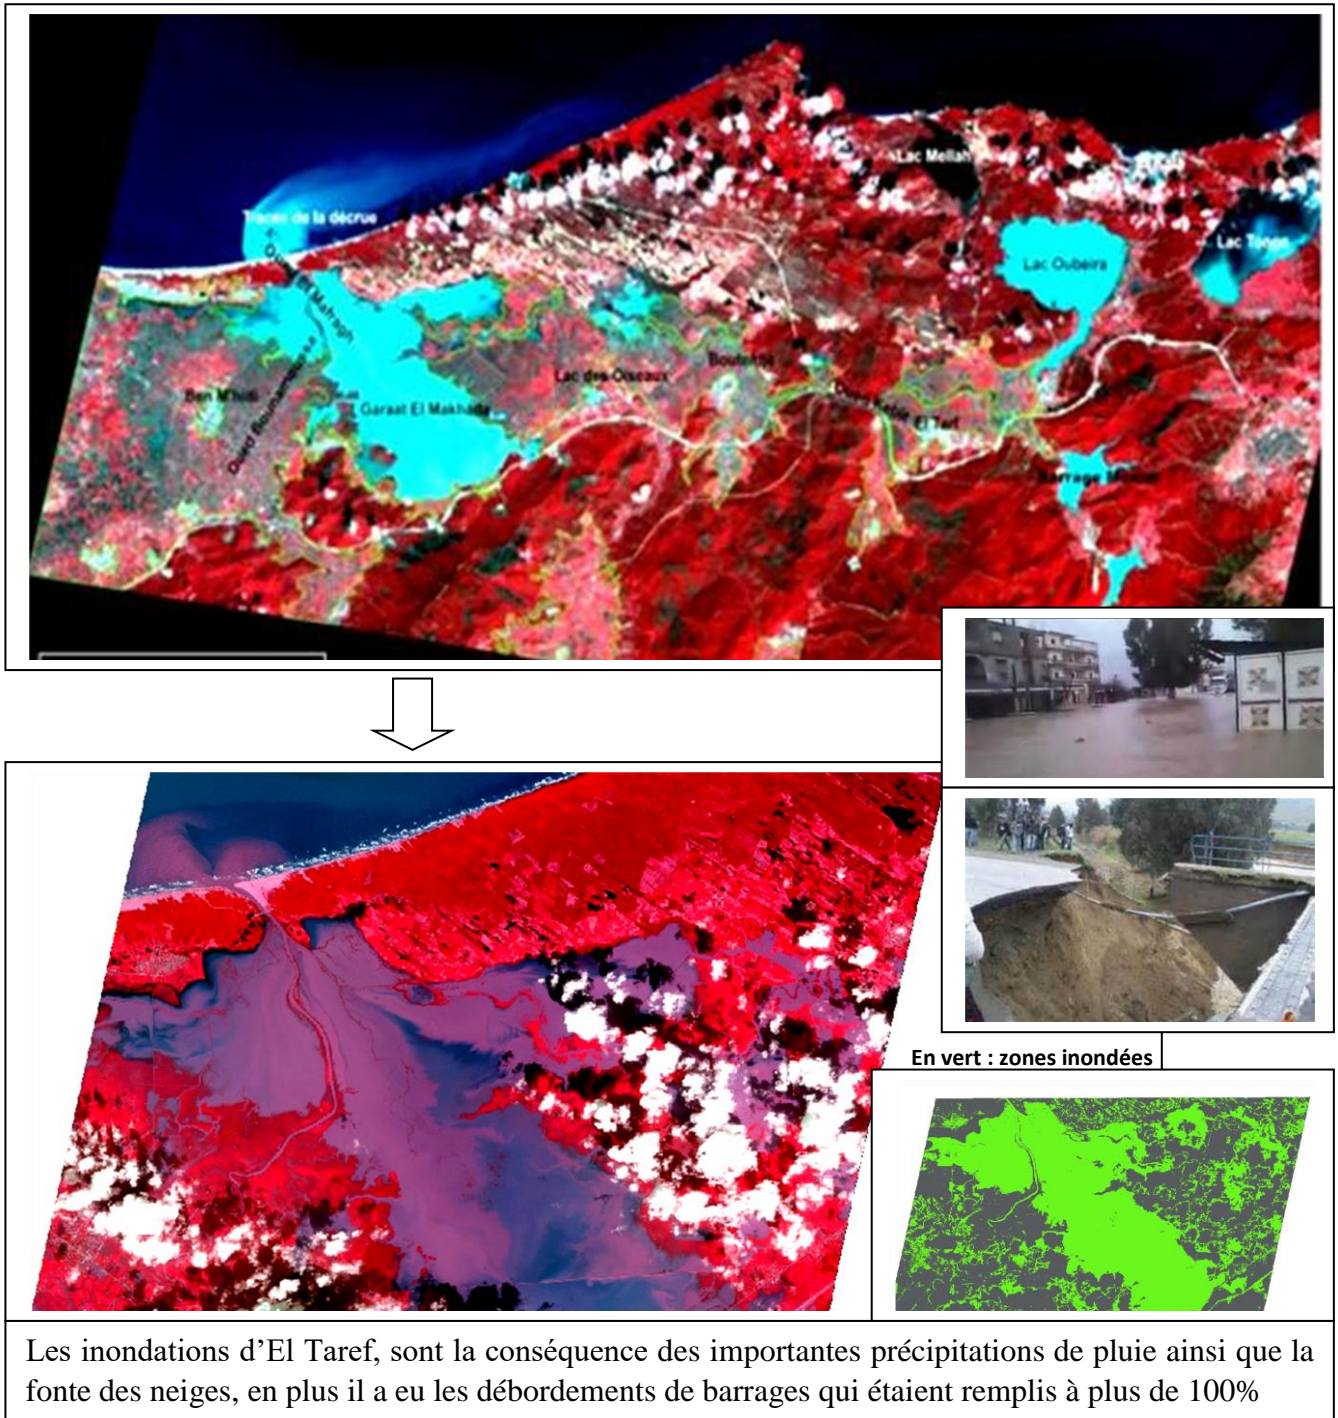 Lac Mellah
El Kala
Traces de la décrue
Lac Tonga
Lac Oubeira
Oued El Mafragh
Lac des Oiseaux
Ben M'hidi
Garaat El Makhada
El Tarf
En vert : zones inondées
Les inondations d'El Taref, sont la conséquence des importantes précipitations de pluie ainsi que la
fonte des neiges, en plus il a eu les débordements de barrages qui étaient remplis à plus de 100%